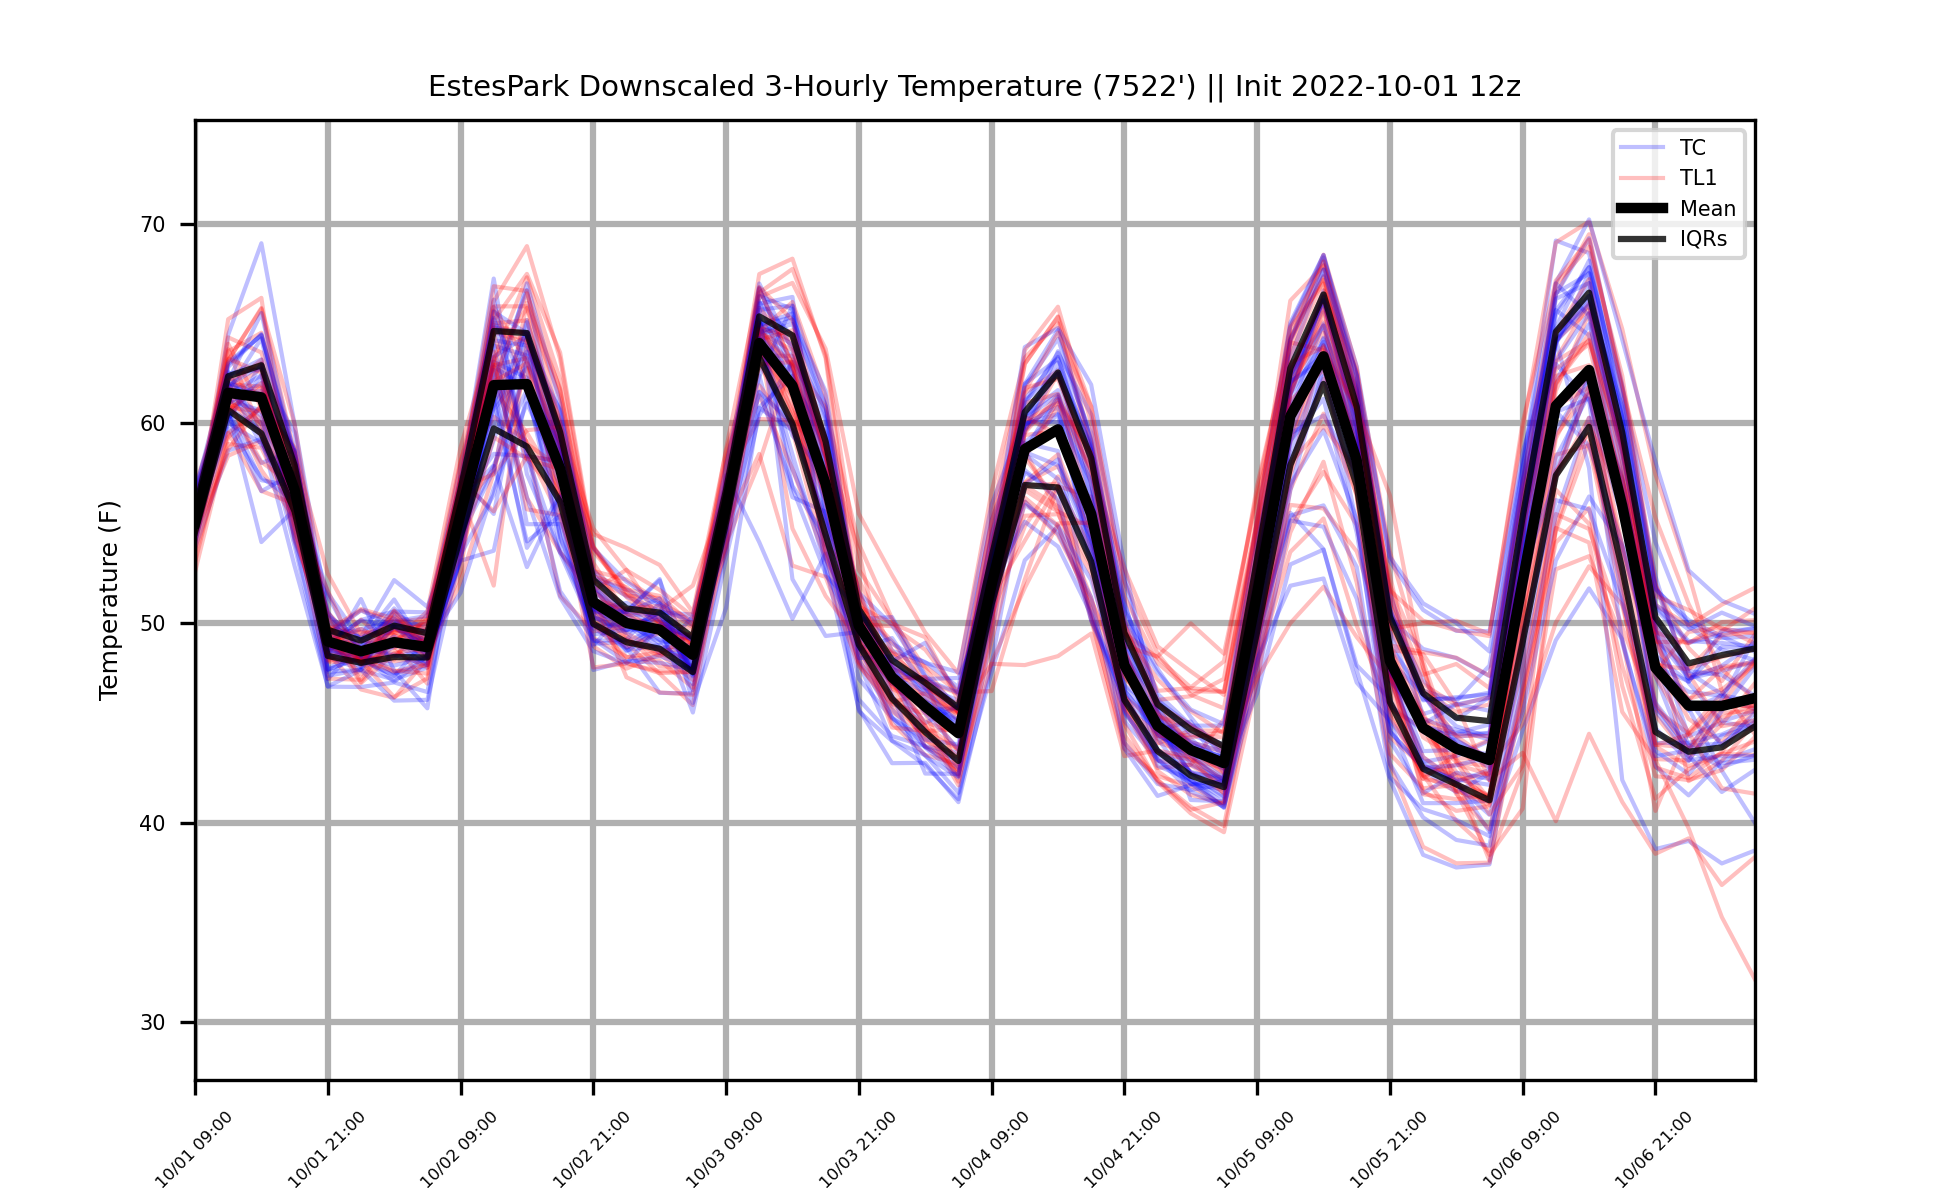 EstesPark Downscaled 3-Hourly Temperature (7522') || Init 2022-10-01 12z
TC
TL1
Mean
IQRs
Temperature (F)
70
60
50
40
30
10/01 09:00
10/01 21:00
10/02 09:00
10/02 21:00
10/03 09:00
10/03 21:00
10/04 09:00
10/04 21:00
10/05 09:00
10/05 21:00
10/06 09:00
10/06 21:00